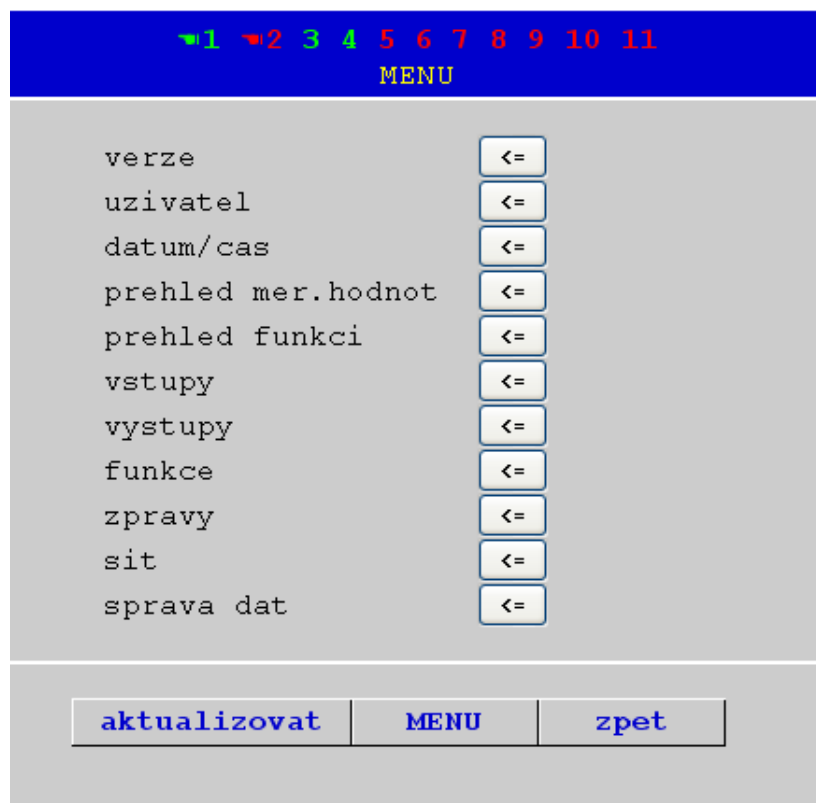 ☚1 ☚2 3 4 5 6 7 8 9 10 11
MENU
verze <=
uzivatel <=
datum/cas <=
prehled mer.hodnot <=
prehled funkci <=
vstupy <=
vystupy <=
funkce <=
zpravy <=
sit <=
sprava dat <=
aktualizovat MENU zpet